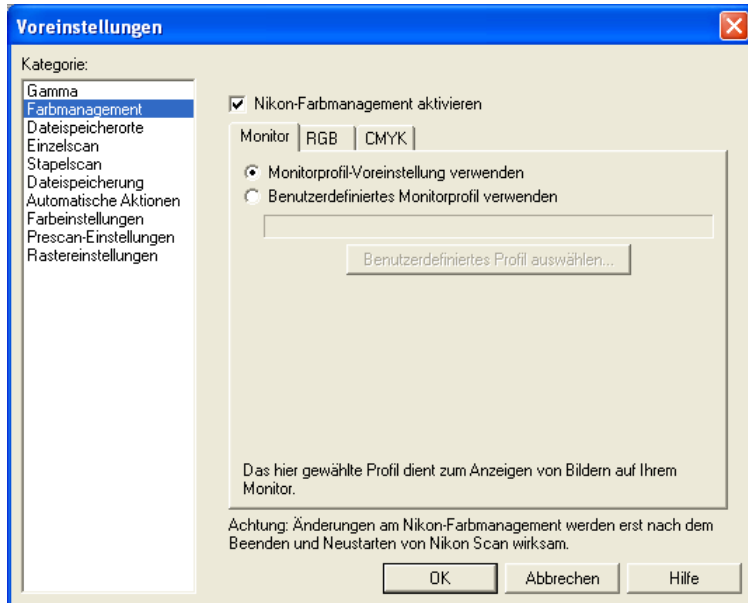 Voreinstellungen
Kategorie:
Gamma
Farbmanagement
Dateispeicherorte
Einzelscan
Stapelscan
Dateispeicherung
Automatische Aktionen
Farbeinstellungen
Prescan-Einstellungen
Rastereinstellungen
Nikon-Farbmanagement aktivieren
Monitor RGB CMYK
Monitorprofil-Voreinstellung verwenden
Benutzerdefiniertes Monitorprofil verwenden
Benutzerdefiniertes Profil auswählen...
Das hier gewählte Profil dient zum Anzeigen von Bildern auf Ihrem
Monitor.
Achtung: Änderungen am Nikon-Farbmanagement werden erst nach dem
Beenden und Neustarten von Nikon Scan wirksam.
OK Abbrechen Hilfe